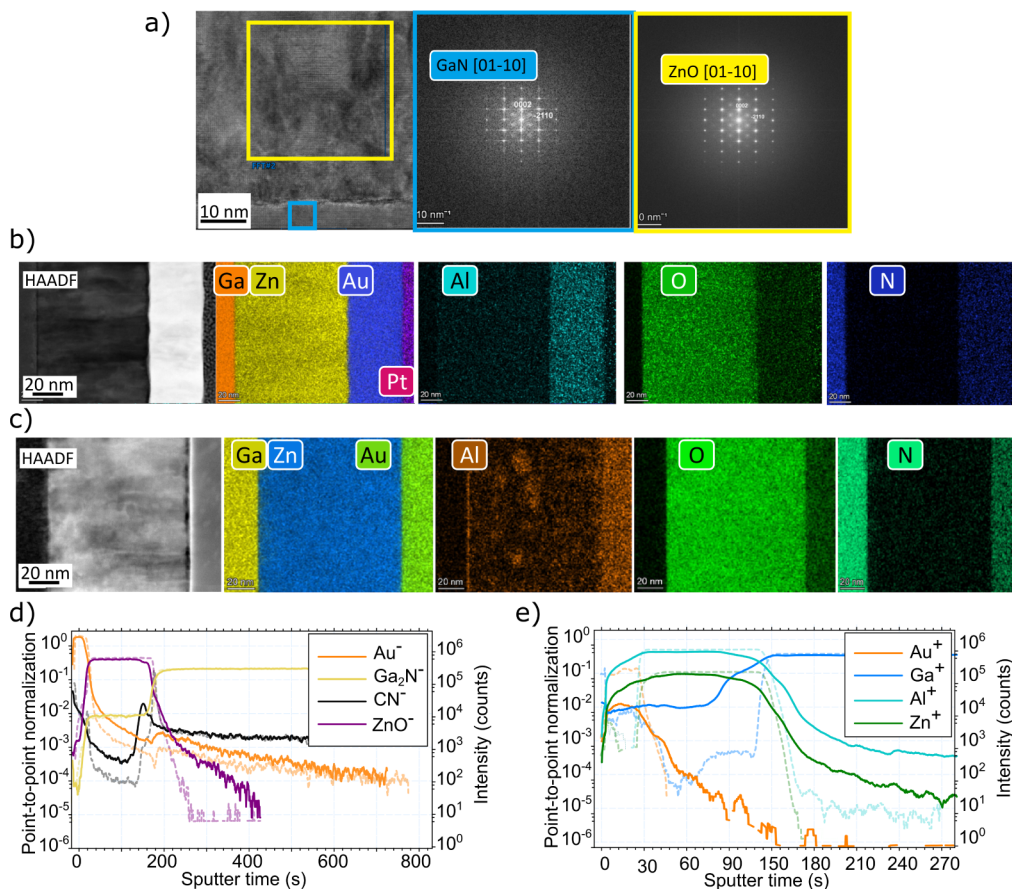 a)
GaN [01-10]
ZnO [01-10]
0002
-2110
0002
-2110
10 nm
10 nm⁻¹
0 nm⁻¹
b)
HAADF
Ga Zn Au Al O N
Pt
20 nm
20 nm 20 nm 20 nm 20 nm
c)
HAADF
Ga Zn Au Al O N
20 nm
20 nm 20 nm 20 nm 20 nm
d)
Point-to-point normalization
10⁰
10⁻¹
10⁻²
10⁻³
10⁻⁴
10⁻⁵
10⁻⁶
Au⁻
Ga₂N⁻
CN⁻
ZnO⁻
10⁶
10⁵
10⁴
10³
10²
10¹
10⁰
Intensity (counts)
0 200 400 600 800
Sputter time (s)
e)
Point-to-point normalization
10⁰
10⁻¹
10⁻²
10⁻³
10⁻⁴
10⁻⁵
10⁻⁶
Au⁺
Ga⁺
Al⁺
Zn⁺
10⁶
10⁵
10⁴
10³
10²
10¹
10⁰
Intensity (counts)
0 30 60 90 150 210 240 270
Sputter time (s)